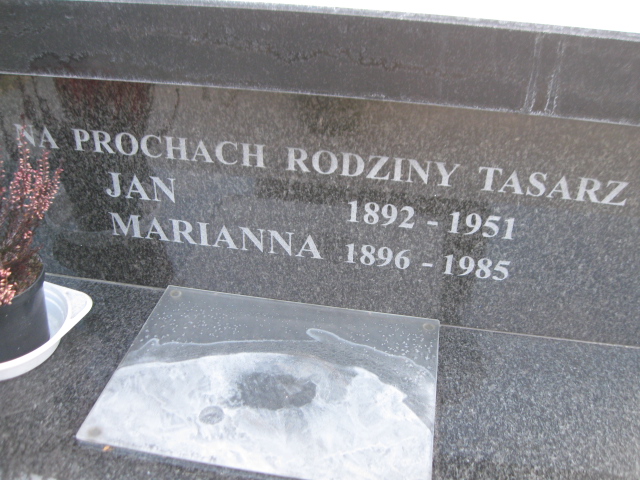 NA PROCHACH RODZINY TASARZ
JAN 1892 - 1951
MARIANNA 1896 - 1985